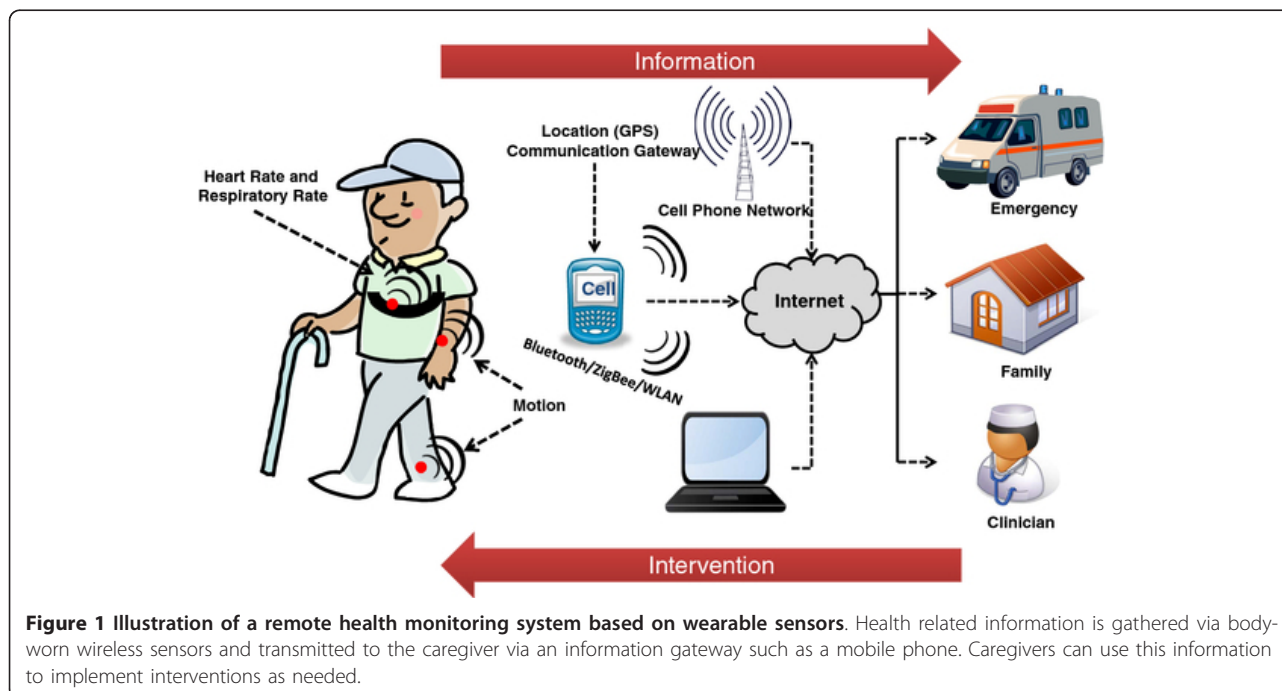 Information
Location (GPS)
Communication Gateway
Heart Rate and
Respiratory Rate
Cell Phone Network
Emergency
Cell
Internet
Bluetooth/ZigBee/WLAN
Family
Motion
Clinician
Intervention
Figure 1 Illustration of a remote health monitoring system based on wearable sensors. Health related information is gathered via body-
worn wireless sensors and transmitted to the caregiver via an information gateway such as a mobile phone. Caregivers can use this information
to implement interventions as needed.